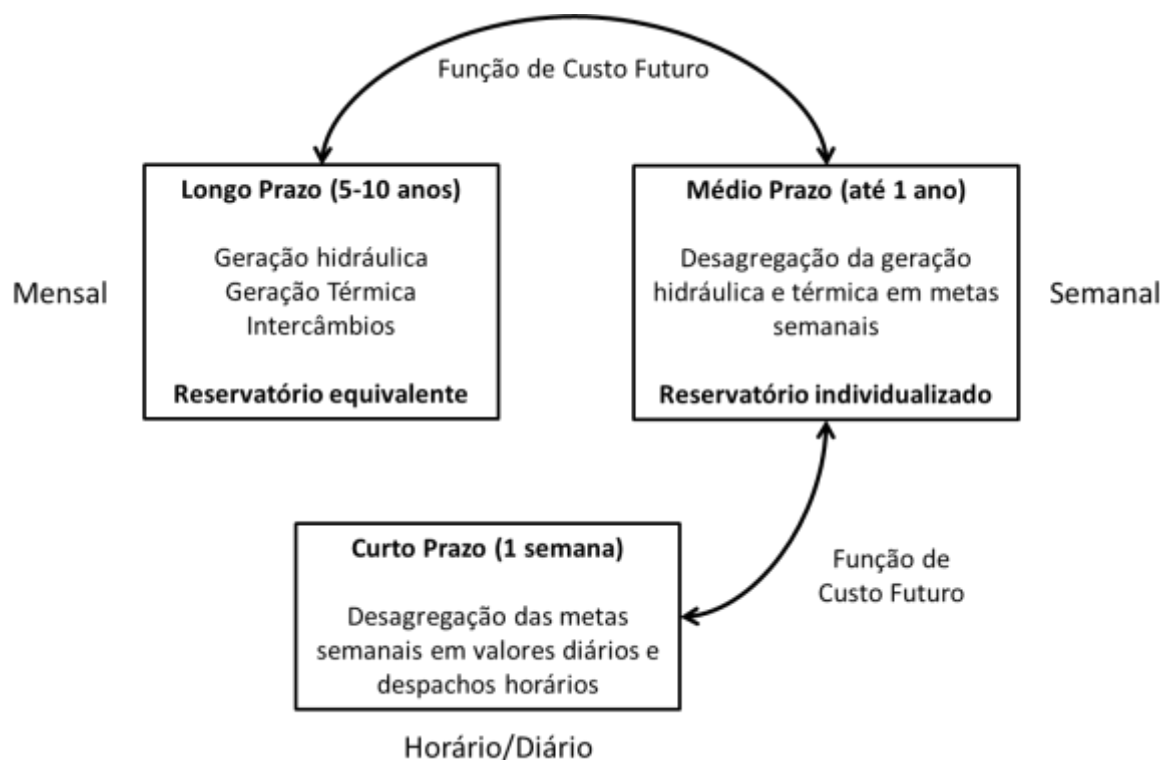 Função de Custo Futuro
Longo Prazo (5-10 anos)
Geração hidráulica
Geração Térmica
Intercâmbios
Reservatório equivalente
Mensal
Médio Prazo (até 1 ano)
Desagregação da geração
hidráulica e térmica em metas
semanais
Reservatório individualizado
Semanal
Função de
Custo Futuro
Curto Prazo (1 semana)
Desagregação das metas
semanais em valores diários e
despachos horários
Horário/Diário